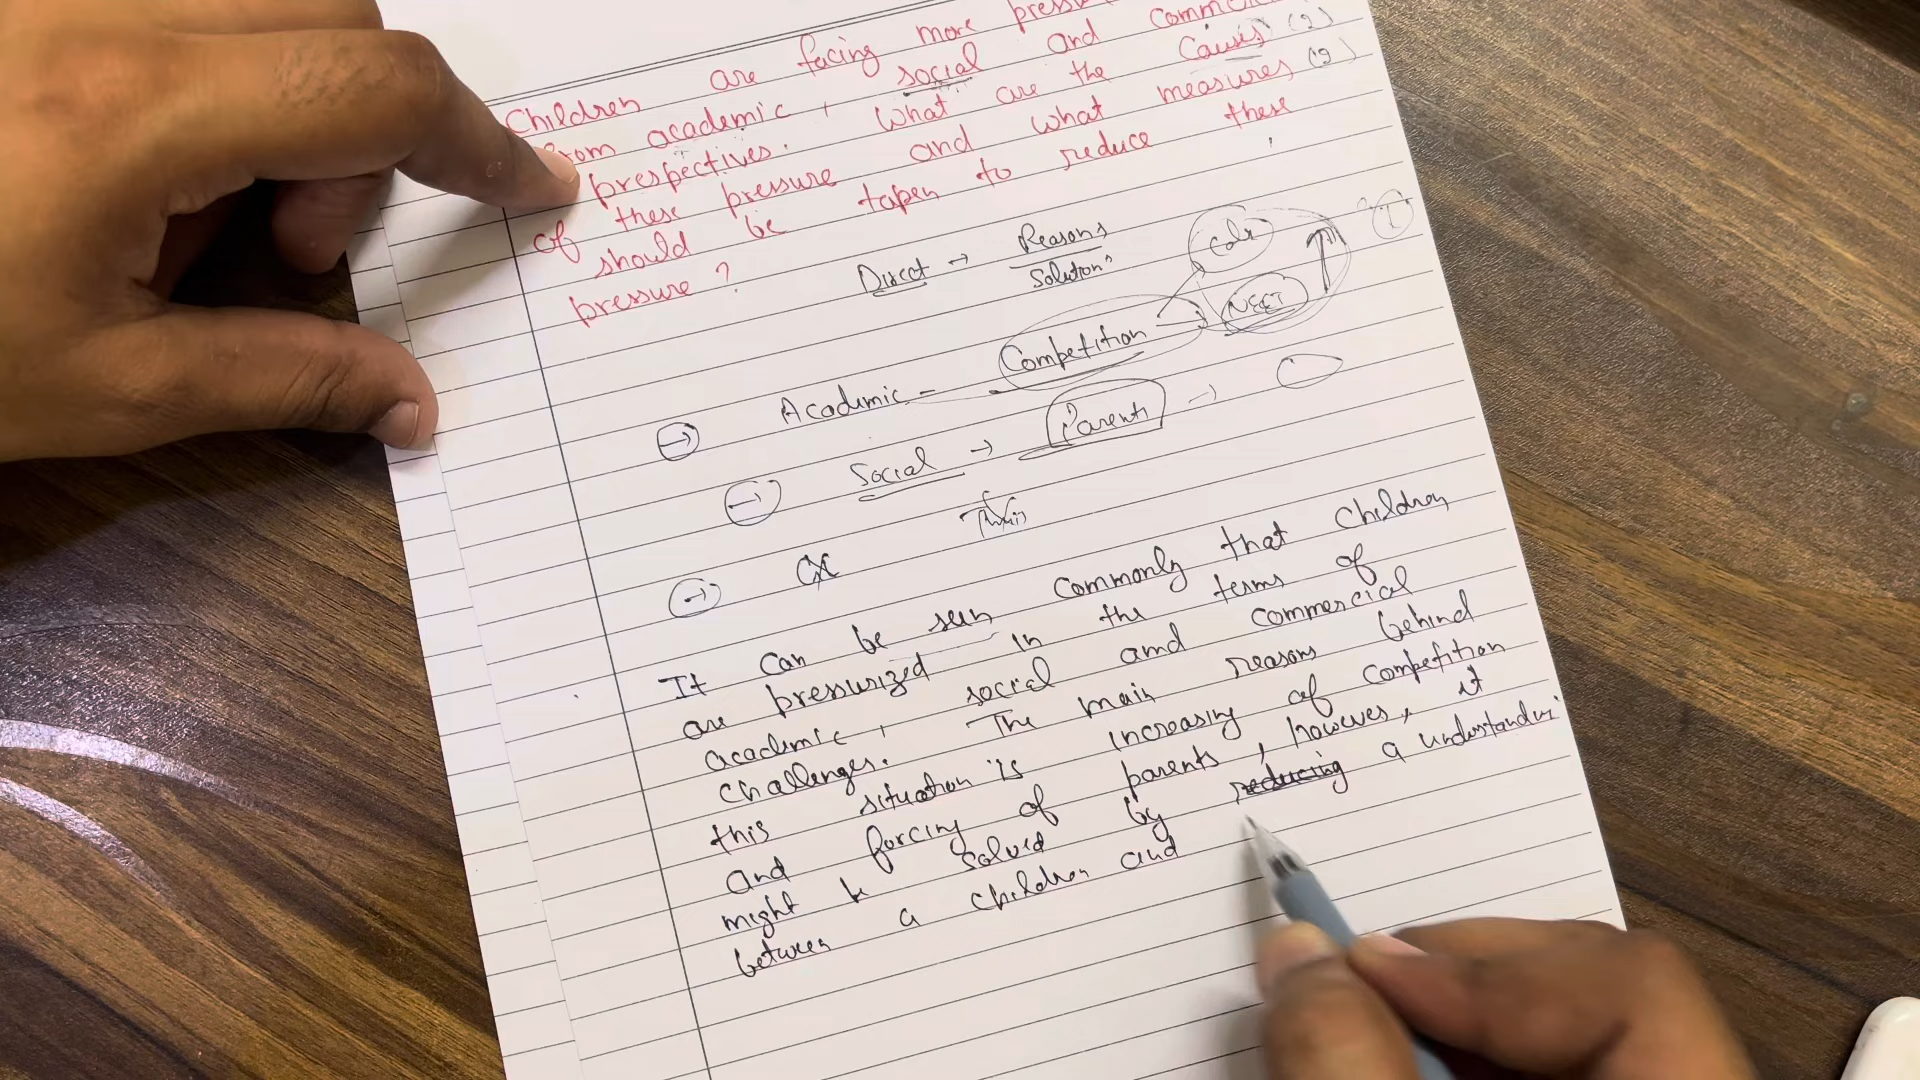 Children are facing more
from academic, social and
prespectives. What are the causes (2)
of these pressure and what measures (2)
should be taken to reduce these
pressure ?
Direct → Reasons
Solutions
Academic - Competition
NEET
Social → Parents →
It can be seen commonly that children
are pressurized in the terms of
academic, social and commercial
challenges. The main reasons behind
this situation is increasing of competition
and forcing of parents, however, it
might be solved by reducing a
between a children and